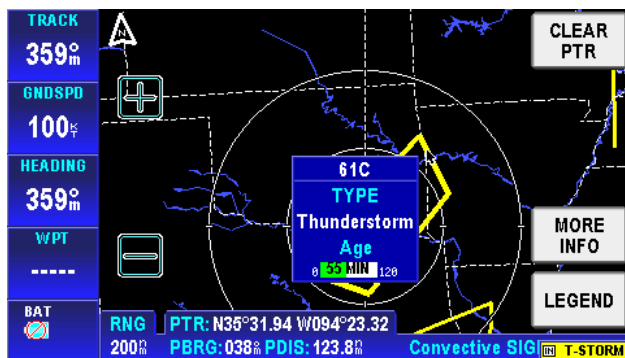 TRACK
359°m
GNDSPD
100KT
HEADING
359°m
WPT
-----
BAT
CLEAR
PTR
61C
TYPE
Thunderstorm
Age
0 55 MIN 120
MORE
INFO
LEGEND
RNG
200nm
PTR: N35°31.94 W094°23.32
PBRG: 038°m PDIS: 123.8nm
Convective SIG
IN T-STORM
N